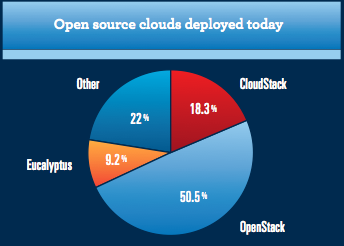 Open source clouds deployed today
Other
CloudStack
22%
18.3%
Eucalyptus
9.2%
50.5%
OpenStack